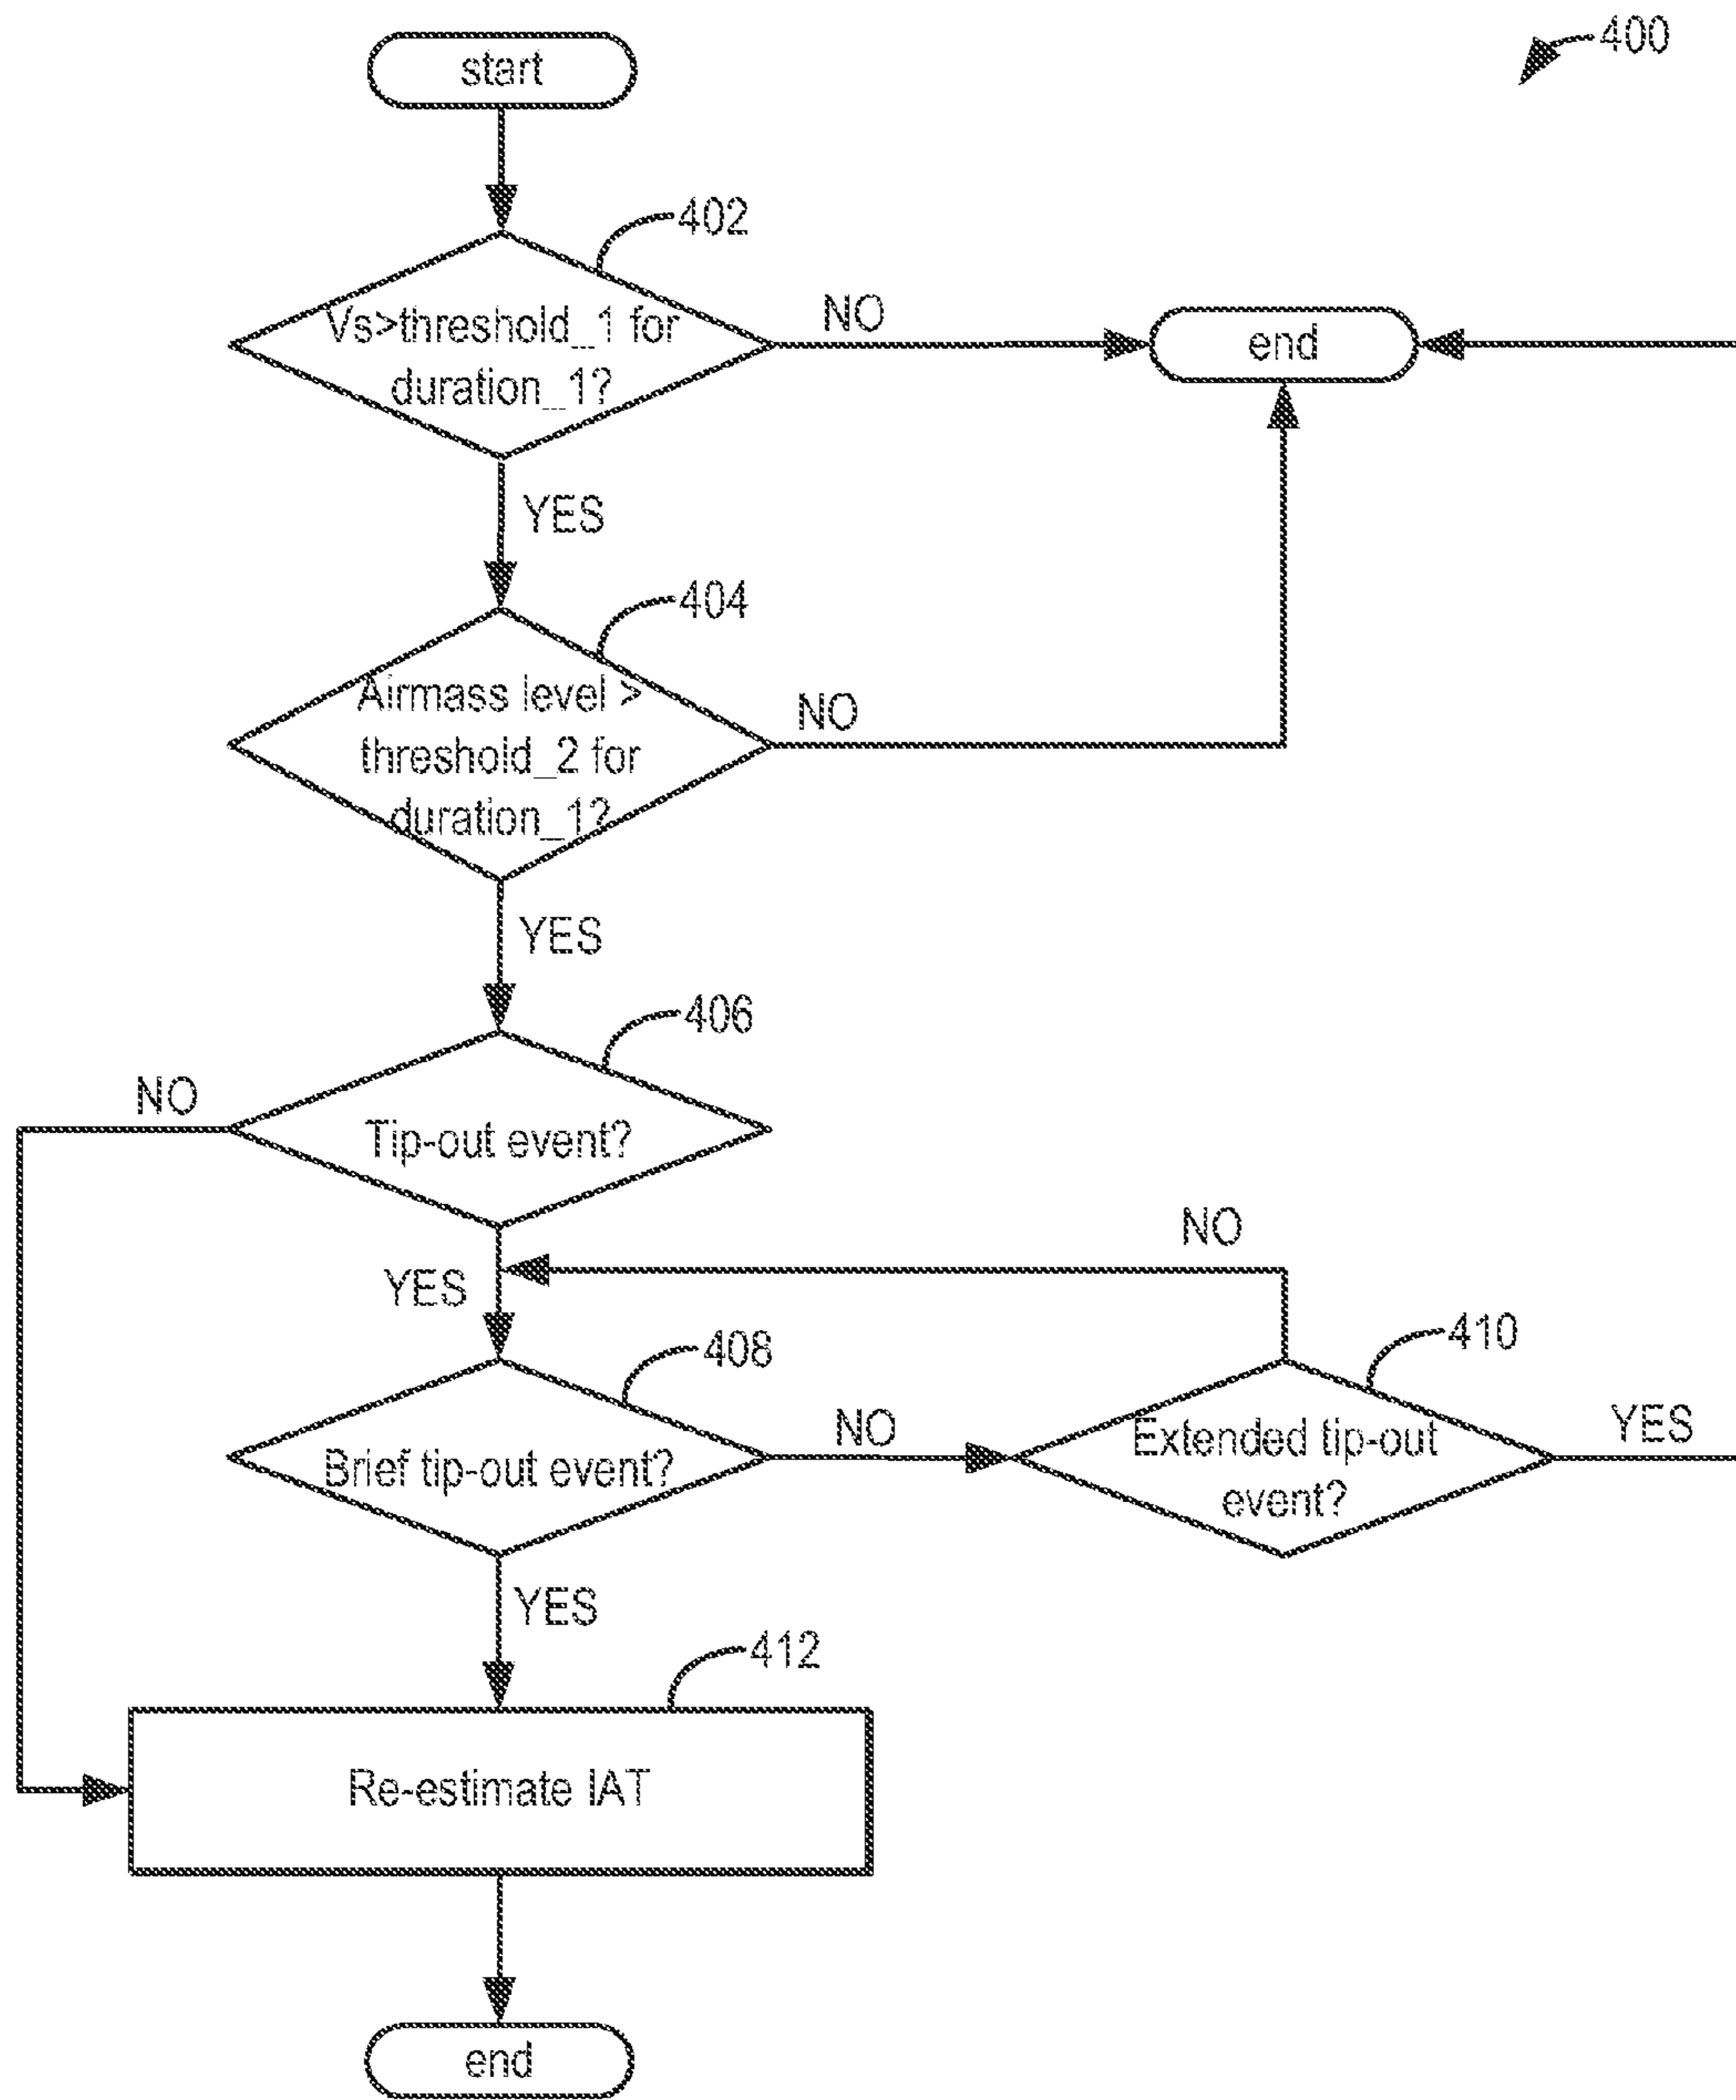 400
start
402
Vs>threshold_1 for
duration_1?
NO
end
YES
404
Airmass level >
threshold_2 for
duration_1?
NO
YES
406
NO
Tip-out event?
NO
YES
408
410
Brief tip-out event?
NO
Extended tip-out
event?
YES
YES
412
Re-estimate IAT
end